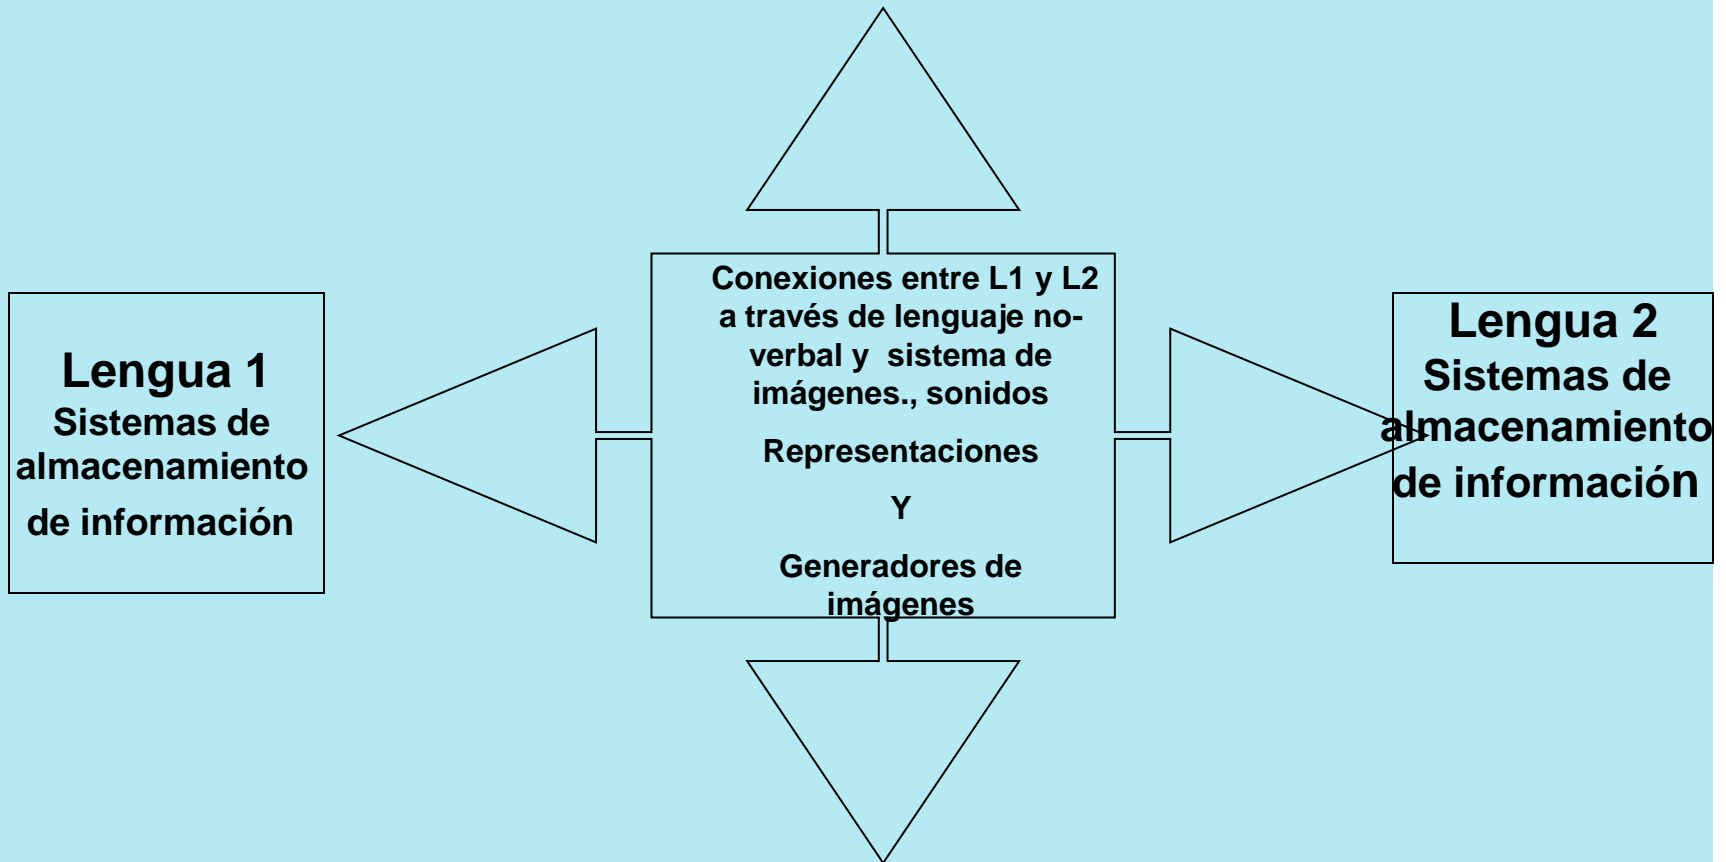 Lengua 1
Sistemas de
almacenamiento
de información
Conexiones entre L1 y L2
a través de lenguaje no-
verbal y  sistema de
imágenes., sonidos
Representaciones
Y
Generadores de
imágenes
Lengua 2
Sistemas de
almacenamiento
de información